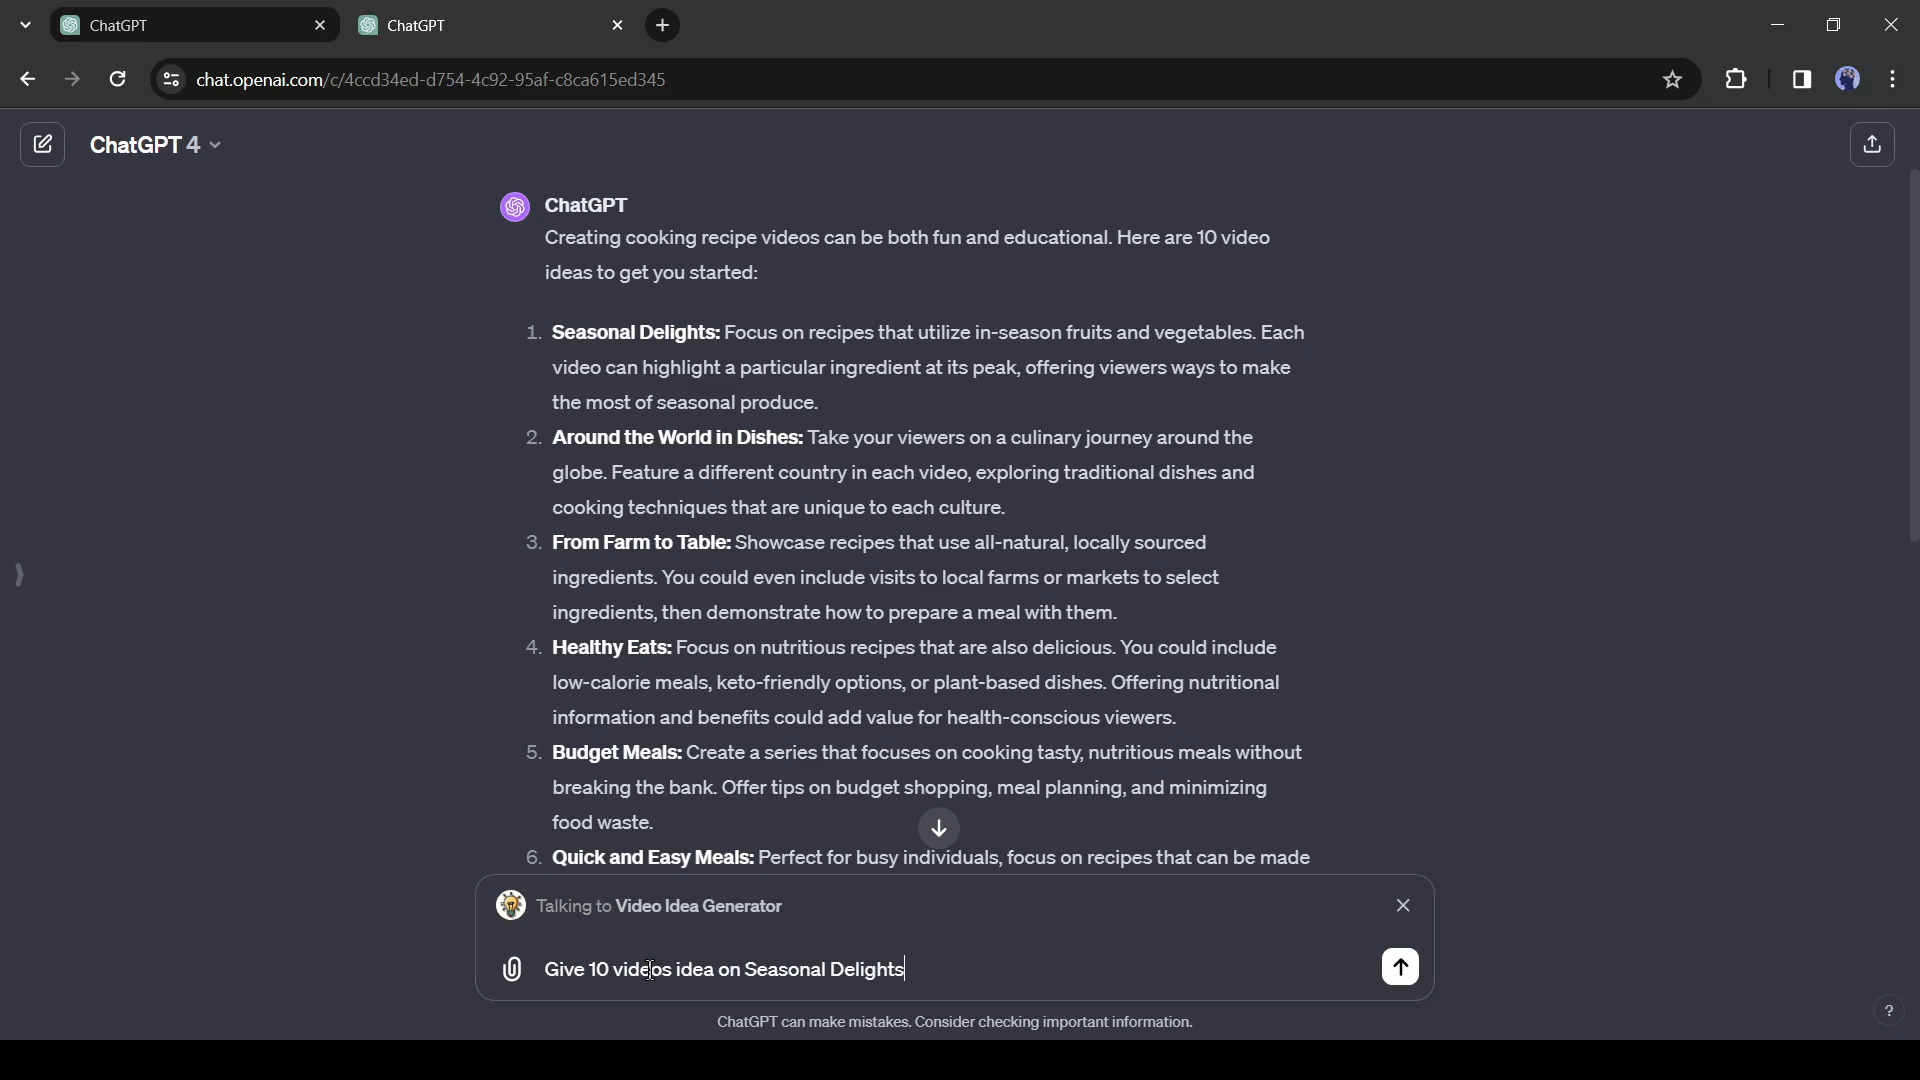 ChatGPT
ChatGPT
chat.openai.com/c/4ccd34ed-d754-4c92-95af-c8ca615ed345
ChatGPT 4
ChatGPT
Creating cooking recipe videos can be both fun and educational. Here are 10 video
ideas to get you started:
1. Seasonal Delights: Focus on recipes that utilize in-season fruits and vegetables. Each
video can highlight a particular ingredient at its peak, offering viewers ways to make
the most of seasonal produce.
2. Around the World in Dishes: Take your viewers on a culinary journey around the
globe. Feature a different country in each video, exploring traditional dishes and
cooking techniques that are unique to each culture.
3. From Farm to Table: Showcase recipes that use all-natural, locally sourced
ingredients. You could even include visits to local farms or markets to select
ingredients, then demonstrate how to prepare a meal with them.
4. Healthy Eats: Focus on nutritious recipes that are also delicious. You could include
low-calorie meals, keto-friendly options, or plant-based dishes. Offering nutritional
information and benefits could add value for health-conscious viewers.
5. Budget Meals: Create a series that focuses on cooking tasty, nutritious meals without
breaking the bank. Offer tips on budget shopping, meal planning, and minimizing
food waste.
6. Quick and Easy Meals: Perfect for busy individuals, focus on recipes that can be made
Talking to Video Idea Generator
Give 10 videos idea on Seasonal Delights
ChatGPT can make mistakes. Consider checking important information.
?